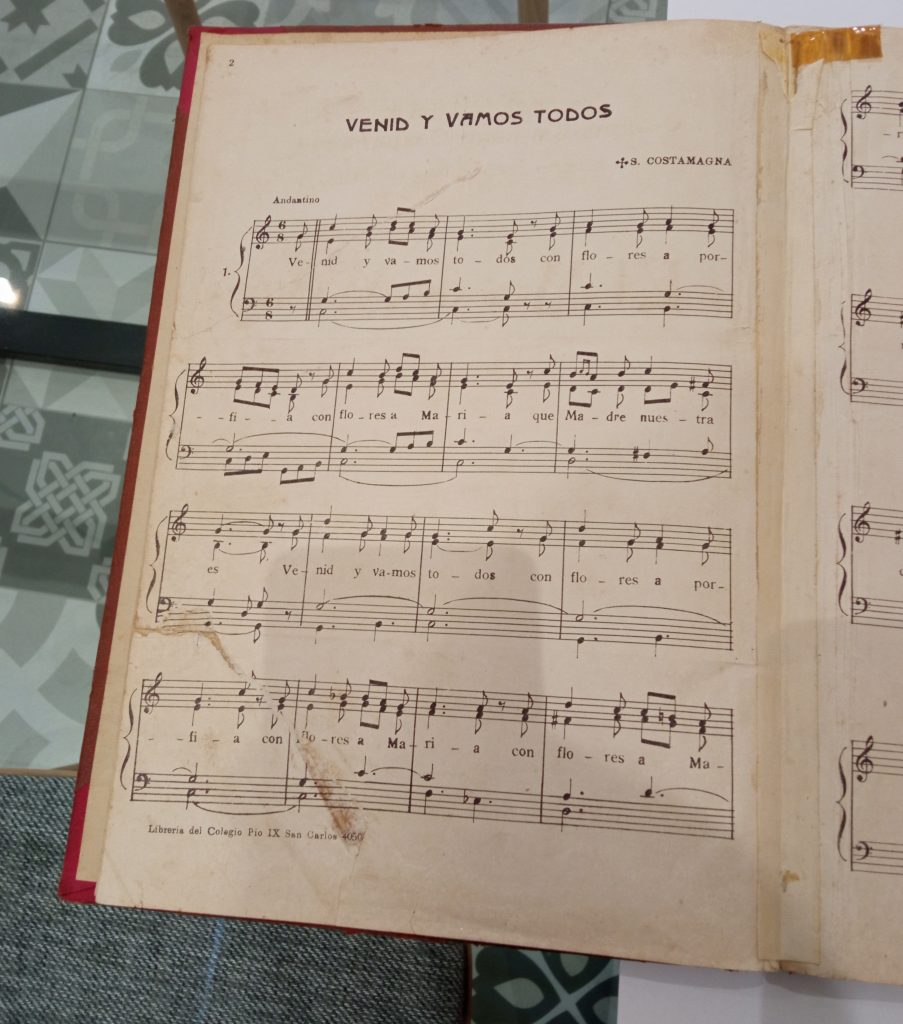 2
VENID Y VAMOS TODOS
S. COSTAMAGNA
Andantino
1.
Ve - nid y va - mos to - dos con flo - res a por-
- - fi - a con flo - res a Ma - ri - a que Ma - dre nues - tra
es Ve - nid y va - mos to - dos con flo - res a por -
- - fi - a con flo - res a Ma - ri - a con flo - res a Ma -
Libreria del Colegio Pio IX San Carlos 4050